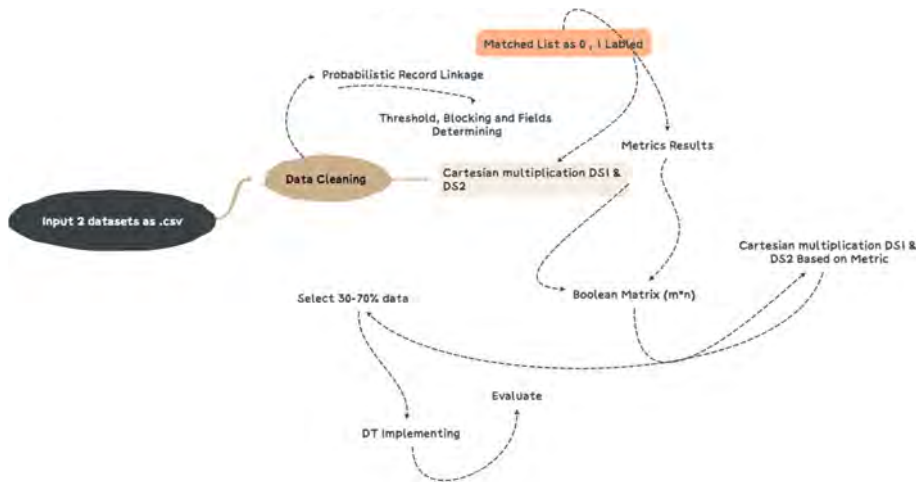 Matched List as 0 , 1 Labled
Probabilistic Record Linkage
Threshold, Blocking and Fields
Determining
Metrics Results
Data Cleaning
Cartesian multiplication DS1 &
DS2
Input 2 datasets as .csv
Cartesian multiplication DS1 &
DS2 Based on Metric
Select 30-70% data
Boolean Matrix (m*n)
Evaluate
DT Implementing